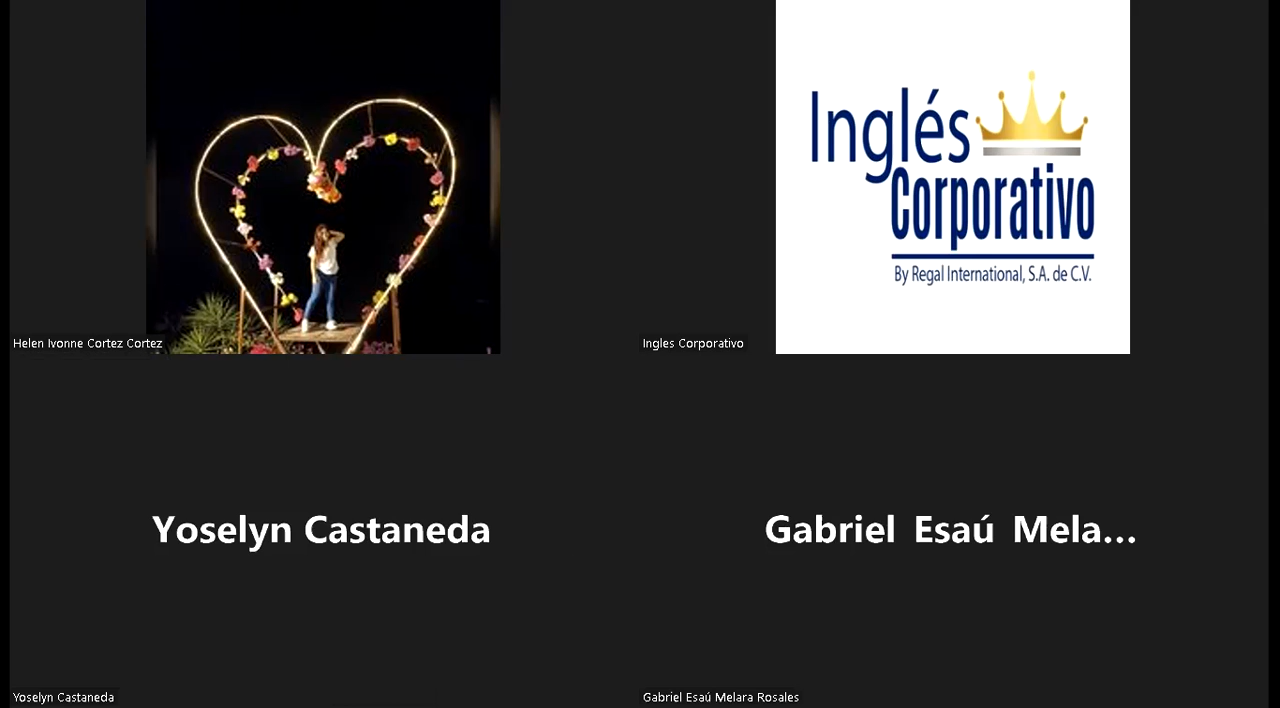 Inglés
Corporativo
By Regal International, S.A. de C.V.
Helen Ivonne Cortez Cortez
Ingles Corporativo
Yoselyn Castaneda
Gabriel Esaú Mela...
Yoselyn Castaneda
Gabriel Esaú Melara Rosales